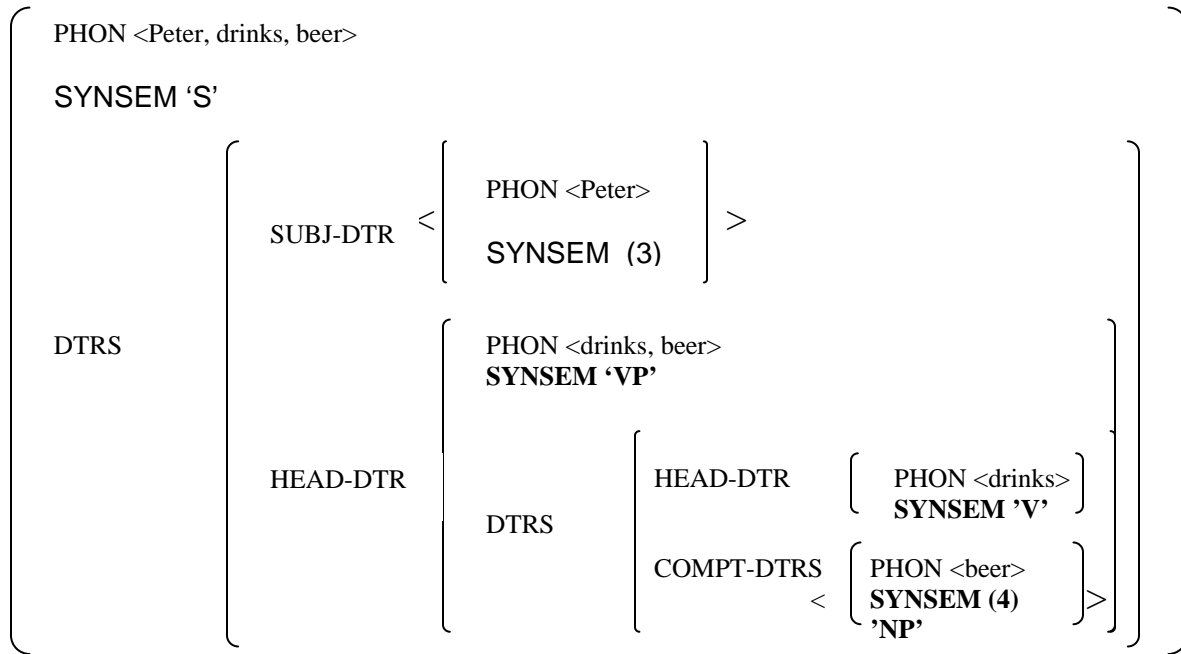 PHON <Peter, drinks, beer>
SYNSEM ‘S’
PHON <Peter>
SUBJ-DTR < >
SYNSEM (3)
DTRS
PHON <drinks, beer>
SYNSEM ‘VP’
HEAD-DTR
DTRS
HEAD-DTR PHON <drinks>
SYNSEM ’V’
COMPT-DTRS PHON <beer>
< SYNSEM (4) >
’NP’